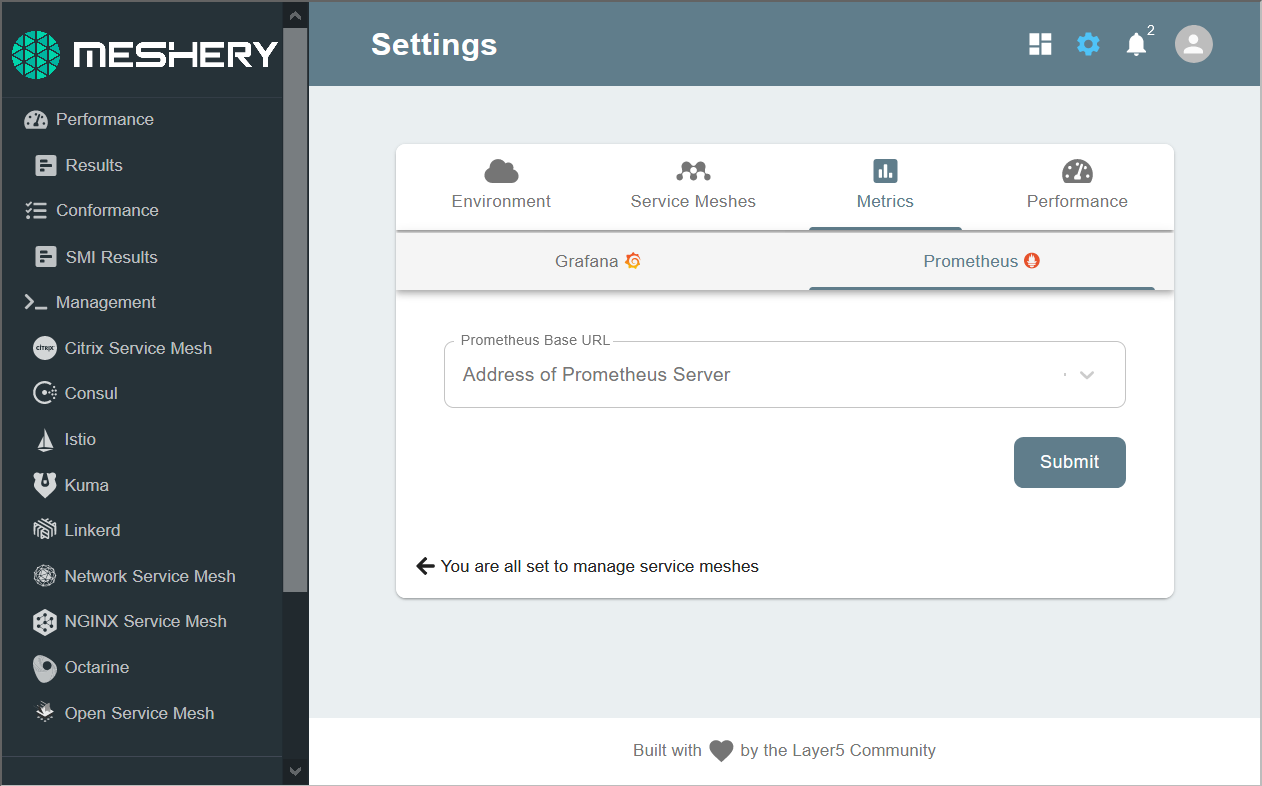 MESHERY
Performance
Results
Conformance
SMI Results
Management
citrix Citrix Service Mesh
Consul
Istio
Kuma
Linkerd
Network Service Mesh
NGINX Service Mesh
Octarine
Open Service Mesh
Settings
2
Environment Service Meshes Metrics Performance
Grafana Prometheus
Prometheus Base URL
Address of Prometheus Server
Submit
You are all set to manage service meshes
Built with by the Layer5 Community